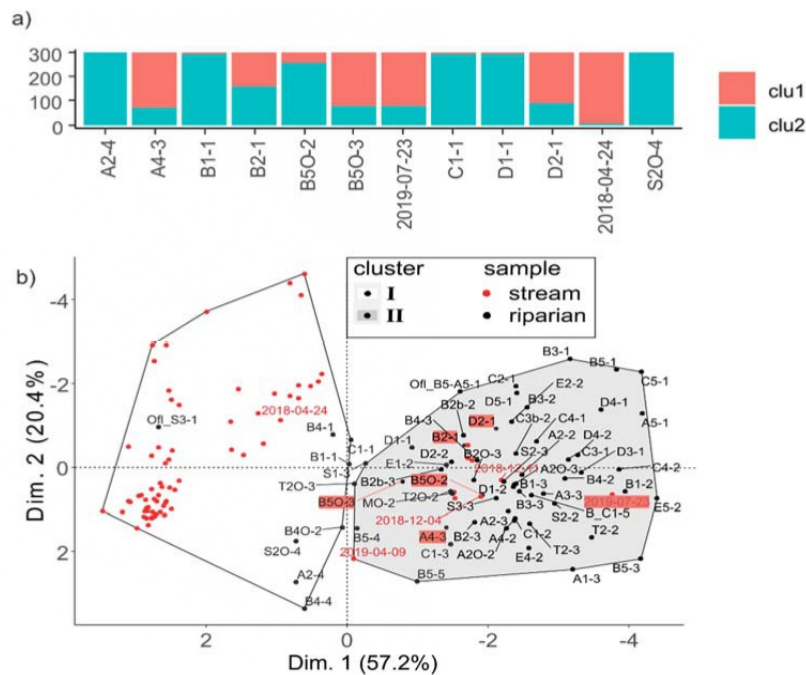 a)
300
200
100
0
A2-4
A4-3
B1-1
B2-1
B5O-2
B5O-3
2019-07-23
C1-1
D1-1
D2-1
2018-04-24
S2O-4
clu1
clu2
b)
cluster
I
II
sample
stream
riparian
-4
-2
0
2
Dim. 2 (20.4%)
B3-1
B5-1
C2-1
C5-1
Ofl_B5-A5-1
D5-1
E2-2
B2b-2
B3-2
D4-1
2018-04-24
Ofl_S3-1
B4-3
D2-1
C3b-2
C4-1
A5-1
B4-1
B2-1
D1-1
C1-1
A2-2
D4-2
D2-2
B2O-3
S2-3
C3-1
D3-1
B1-1
E1-2
2018-12-11
A2O-3
C4-2
S1-3
B2b-3
B5O-2
B4-2
B1-2
T2O-3
D1-2
B1-3
A3-3
2019-07-23
B5O-3
MO-2
T2O-2
S3-3
E5-2
B_C1-5
2018-12-04
S2-2
B4O-2
B5-4
A2-3
T2-2
A4-3
B2-3
C1-2
S2O-4
2019-04-09
C1-3
A2O-2
A4-2
T2-3
E4-2
B5-3
A2-4
B5-5
A1-3
B4-4
2
0
-2
-4
Dim. 1 (57.2%)